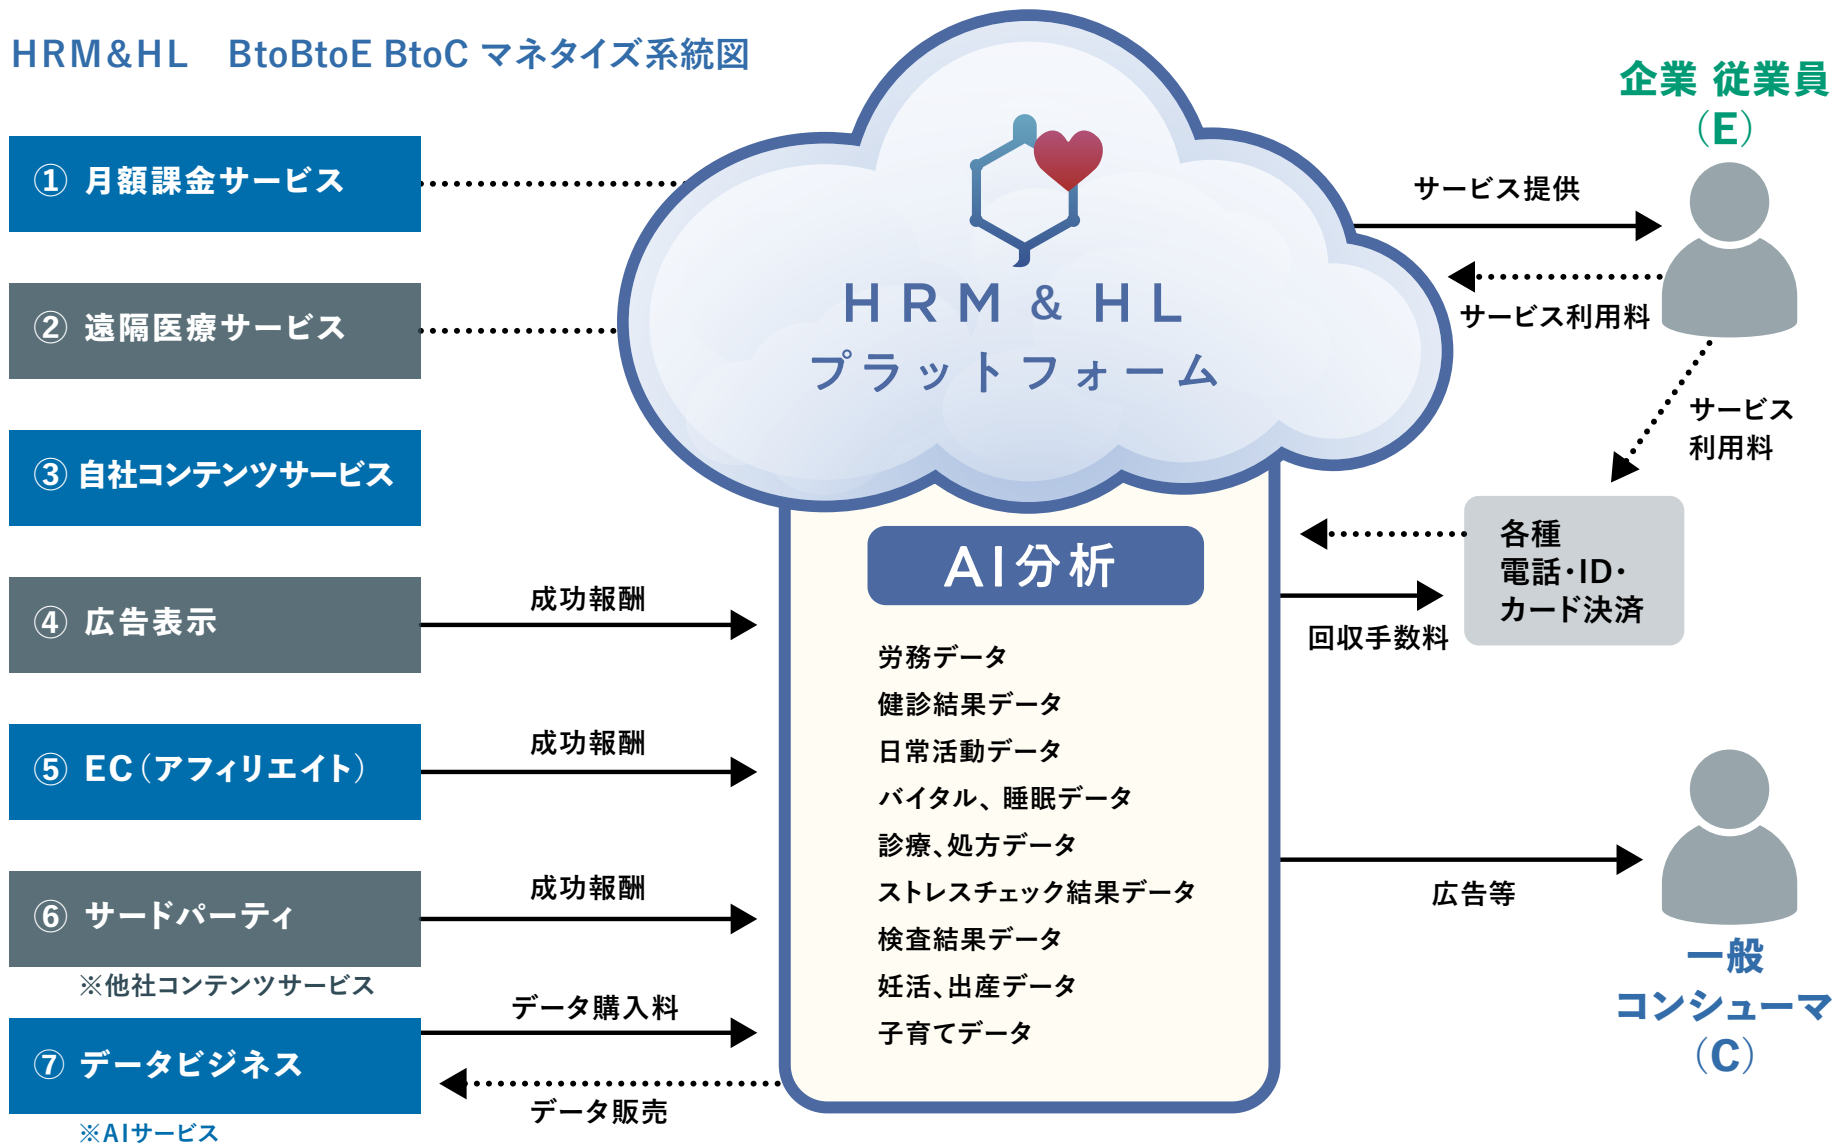 HRM&HL　BtoBtoE BtoC マネタイズ系統図
① 月額課金サービス
② 遠隔医療サービス
③ 自社コンテンツサービス
④ 広告表示
成功報酬
⑤ EC（アフィリエイト）
成功報酬
⑥ サードパーティ
※他社コンテンツサービス
成功報酬
⑦ データビジネス
※AIサービス
データ購入料
データ販売
HRM & HL
プラットフォーム
AI分析
労務データ
健診結果データ
日常活動データ
バイタル、睡眠データ
診療、処方データ
ストレスチェック結果データ
検査結果データ
妊活、出産データ
子育てデータ
企業 従業員
（E）
サービス提供
サービス利用料
サービス
利用料
各種
電話・ID・
カード決済
回収手数料
広告等
一般
コンシューマ
（C）